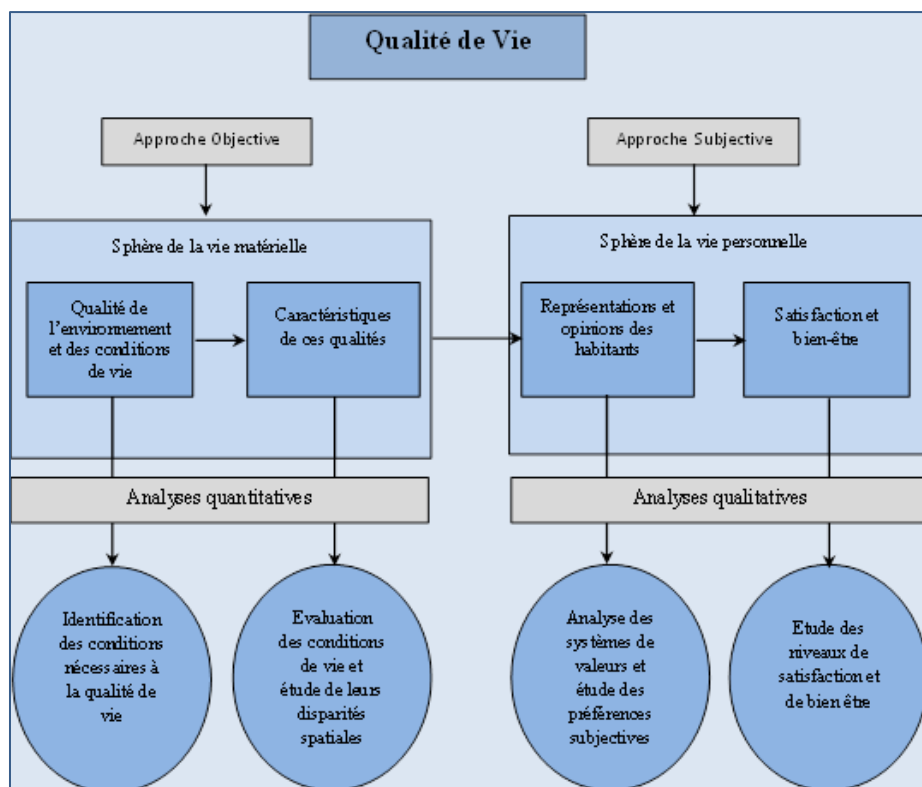 Qualité de Vie
Approche Objective
Approche Subjective
Sphère de la vie matérielle
Qualité de
l'environnement
et des conditions
de vie
Caractéristiques
de ces qualités
Sphère de la vie personnelle
Représentations et
opinions des
habitants
Satisfaction et
bien-être
Analyses quantitatives
Analyses qualitatives
Identification
des conditions
nécessaires à
la qualité de
vie
Evaluation
des conditions
de vie et
étude de leurs
disparités
spatiales
Analyse des
systèmes de
valeurs et
étude des
préférences
subjectives
Etude des
niveaux de
satisfaction et
de bien être